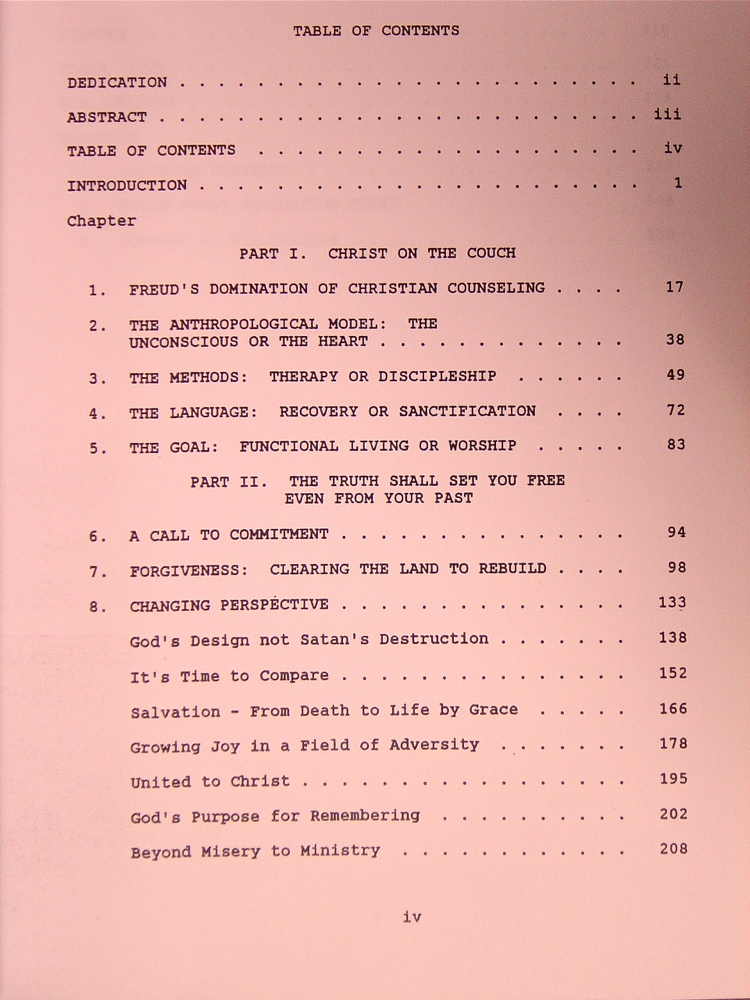 TABLE OF CONTENTS
DEDICATION . . . . . . . . . . . . . . . . . . . . . . . . ii
ABSTRACT . . . . . . . . . . . . . . . . . . . . . . . . . iii
TABLE OF CONTENTS . . . . . . . . . . . . . . . . . . . . iv
INTRODUCTION . . . . . . . . . . . . . . . . . . . . . . . 1
Chapter
PART I. CHRIST ON THE COUCH
1. FREUD'S DOMINATION OF CHRISTIAN COUNSELING . . . . 17
2. THE ANTHROPOLOGICAL MODEL: THE
UNCONSCIOUS OR THE HEART . . . . . . . . . . . . . 38
3. THE METHODS: THERAPY OR DISCIPLESHIP . . . . . . 49
4. THE LANGUAGE: RECOVERY OR SANCTIFICATION . . . . 72
5. THE GOAL: FUNCTIONAL LIVING OR WORSHIP . . . . . 83
PART II. THE TRUTH SHALL SET YOU FREE
EVEN FROM YOUR PAST
6. A CALL TO COMMITMENT . . . . . . . . . . . . . . . 94
7. FORGIVENESS: CLEARING THE LAND TO REBUILD . . . . 98
8. CHANGING PERSPECTIVE . . . . . . . . . . . . . . . 133
God's Design not Satan's Destruction . . . . . . . 138
It's Time to Compare . . . . . . . . . . . . . . . 152
Salvation - From Death to Life by Grace . . . . . 166
Growing Joy in a Field of Adversity . . . . . . . 178
United to Christ . . . . . . . . . . . . . . . . . 195
God's Purpose for Remembering . . . . . . . . . . 202
Beyond Misery to Ministry . . . . . . . . . . . . 208
iv